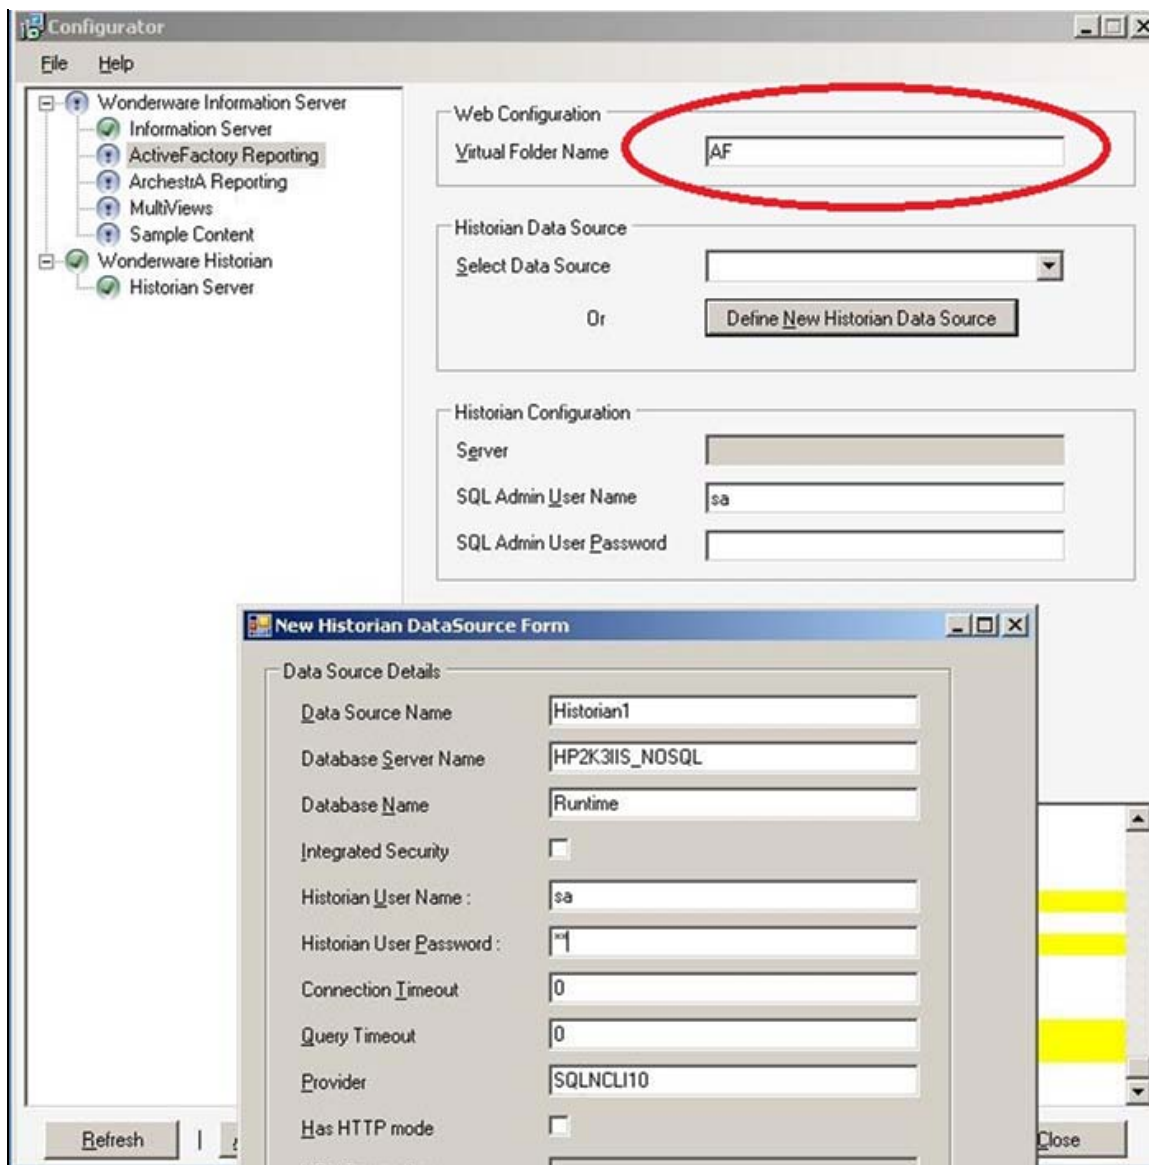 Configurator
File Help
Wonderware Information Server
Information Server
ActiveFactory Reporting
ArchestrA Reporting
MultiViews
Sample Content
Wonderware Historian
Historian Server
Web Configuration
Virtual Folder Name AF
Historian Data Source
Select Data Source
Or Define New Historian Data Source
Historian Configuration
Server
SQL Admin User Name sa
SQL Admin User Password
New Historian DataSource Form
Data Source Details
Data Source Name Historian1
Database Server Name HP2K3IIS_NOSQL
Database Name Runtime
Integrated Security
Historian User Name : sa
Historian User Password : **
Connection Timeout 0
Query Timeout 0
Provider SQLNCLI10
Has HTTP mode
Refresh | Close